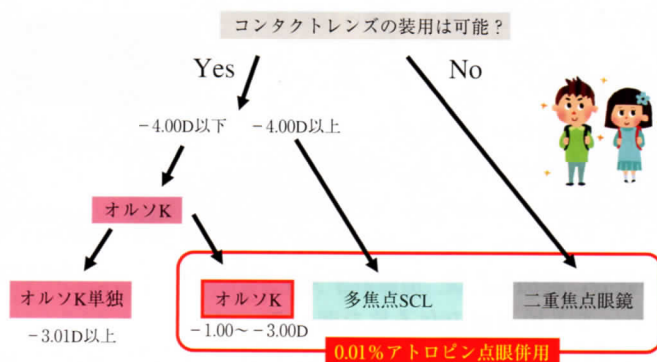 コンタクトレンズの装用は可能？
Yes
No
−4.00D以下
−4.00D以上
オルソK
オルソK単独
オルソK
多焦点SCL
二重焦点眼鏡
−3.01D以上
−1.00〜−3.00D
0.01％アトロピン点眼併用